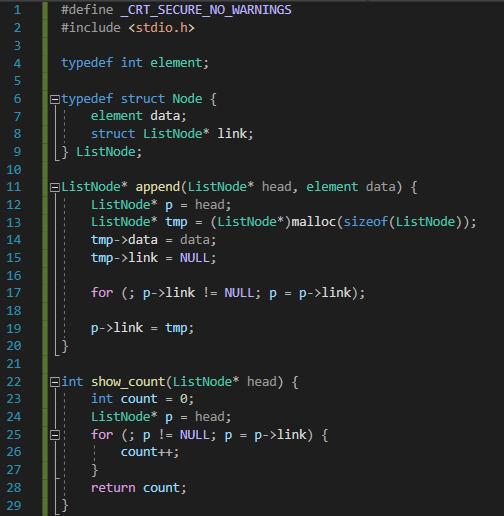 1 #define _CRT_SECURE_NO_WARNINGS
2 #include <stdio.h>
3
4 typedef int element;
5
6 typedef struct Node {
7     element data;
8     struct ListNode* link;
9 } ListNode;
10
11 ListNode* append(ListNode* head, element data) {
12     ListNode* p = head;
13     ListNode* tmp = (ListNode*)malloc(sizeof(ListNode));
14     tmp->data = data;
15     tmp->link = NULL;
16
17     for (; p->link != NULL; p = p->link);
18
19     p->link = tmp;
20 }
21
22 int show_count(ListNode* head) {
23     int count = 0;
24     ListNode* p = head;
25     for (; p != NULL; p = p->link) {
26         count++;
27     }
28     return count;
29 }